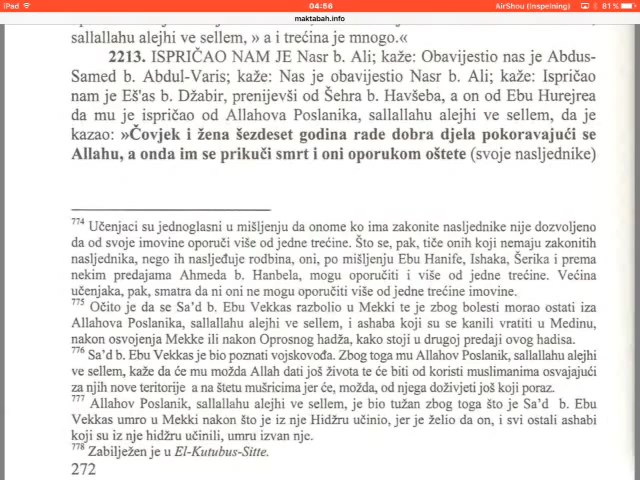 iPad
04:56
AirShou (Inspelning)
81 %
maktabah.info
sallallahu alejhi ve sellem, » a i trećina je mnogo.«
2213. ISPRIČAO NAM JE Nasr b. Ali; kaže: Obavijestio nas je Abdus-
Samed b. Abdul-Varis; kaže: Nas je obavijestio Nasr b. Ali; kaže: Ispričao
nam je Eš'as b. Džabir, prenijevši od Šehra b. Havšeba, a on od Ebu Hurejrea
da mu je ispričao od Allahova Poslanika, sallallahu alejhi ve sellem, da je
kazao: »Čovjek i žena šezdeset godina rade dobra djela pokoravajući se
Allahu, a onda im se prikuči smrt i oni oporukom oštete (svoje nasljednike)
774 Učenjaci su jednoglasni u mišljenju da onome ko ima zakonite nasljednike nije dozvoljeno
da od svoje imovine oporuči više od jedne trećine. Što se, pak, tiče onih koji nemaju zakonitih
nasljednika, nego ih nasljeđuje rodbina, oni, po mišljenju Ebu Hanife, Ishaka, Šerika i prema
nekim predajama Ahmeda b. Hanbela, mogu oporučiti i više od jedne trećine. Većina
učenjaka, pak, smatra da ni oni ne mogu oporučiti više od jedne trećine imovine.
775 Očito je da se Sa'd b. Ebu Vekkas razbolio u Mekki te je zbog bolesti morao ostati iza
Allahova Poslanika, sallallahu alejhi ve sellem, i ashaba koji su se kanili vratiti u Medinu,
nakon osvojenja Mekke ili nakon Oprosnog hadža, kako stoji u drugoj predaji ovog hadisa.
776 Sa'd b. Ebu Vekkas je bio poznati vojskovođa. Zbog toga mu Allahov Poslanik, sallallahu alejhi
ve sellem, kaže da će mu možda Allah dati još života te će biti od koristi muslimanima osvajajući
za njih nove teritorije a na štetu mušricima jer će, možda, od njega doživjeti još koji poraz.
777 Allahov Poslanik, sallallahu alejhi ve sellem, je bio tužan zbog toga što je Sa'd b. Ebu
Vekkas umro u Mekki nakon što je iz nje Hidžru učinio, jer je želio da on, i svi ostali ashabi
koji su iz nje hidžru učinili, umru izvan nje.
778 Zabilježen je u El-Kutubus-Sitte.
272